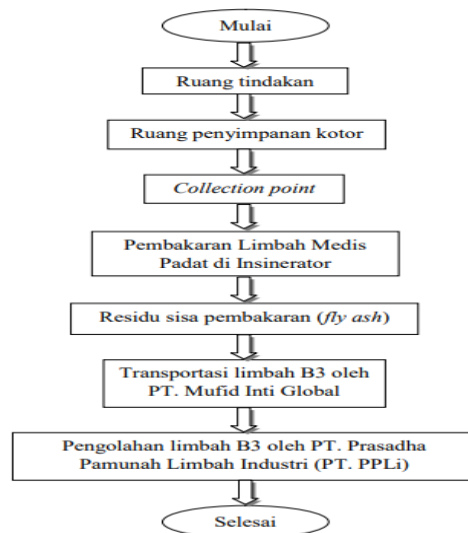 Mulai
Ruang tindakan
Ruang penyimpanan kotor
Collection point
Pembakaran Limbah Medis
Padat di Insinerator
Residu sisa pembakaran (fly ash)
Transportasi limbah B3 oleh
PT. Mufid Inti Global
Pengolahan limbah B3 oleh PT. Prasadha
Pamunah Limbah Industri (PT. PPLi)
Selesai